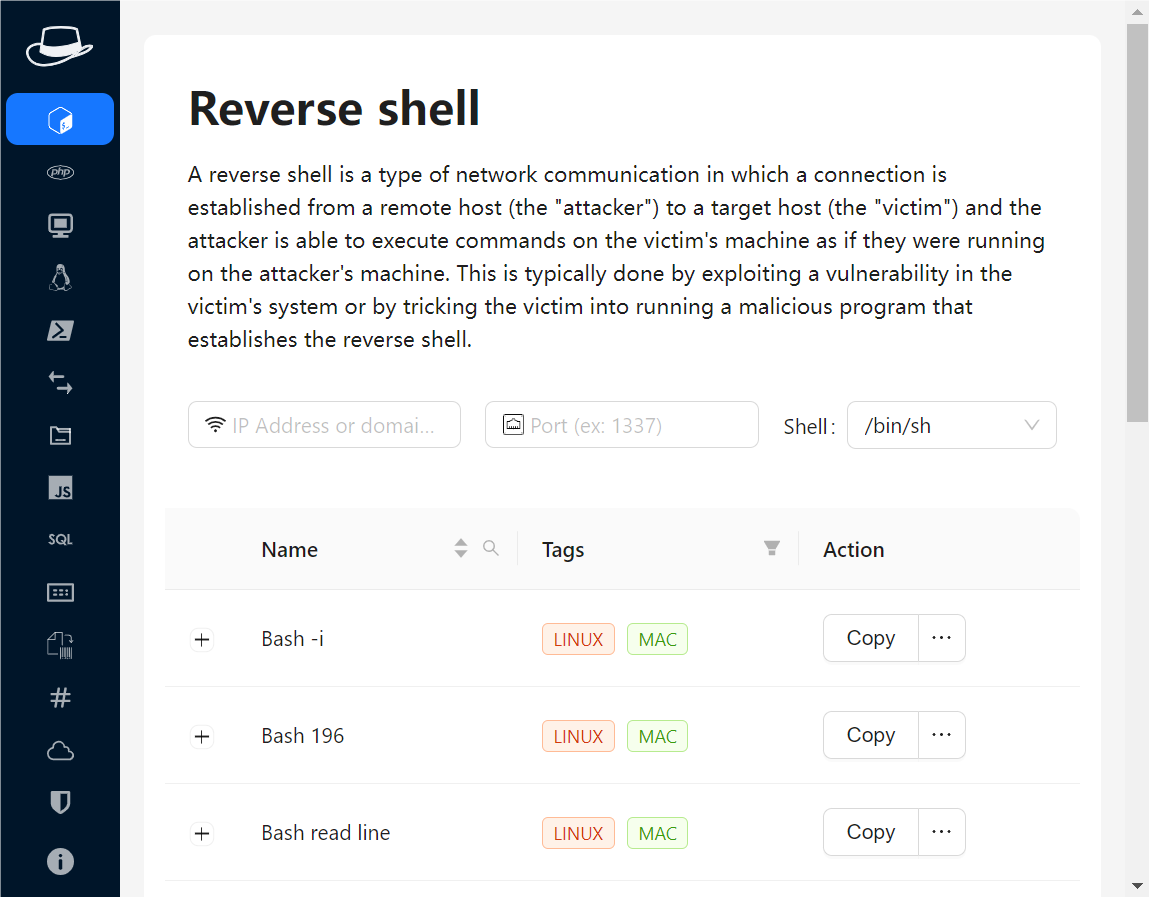 Reverse shell
A reverse shell is a type of network communication in which a connection is
established from a remote host (the "attacker") to a target host (the "victim") and the
attacker is able to execute commands on the victim's machine as if they were running
on the attacker's machine. This is typically done by exploiting a vulnerability in the
victim's system or by tricking the victim into running a malicious program that
establishes the reverse shell.
IP Address or domai... Port (ex: 1337) Shell: /bin/sh
Name Tags Action
Bash -i LINUX MAC Copy ···
Bash 196 LINUX MAC Copy ···
Bash read line LINUX MAC Copy ···
$_
php
JS
SQL
#